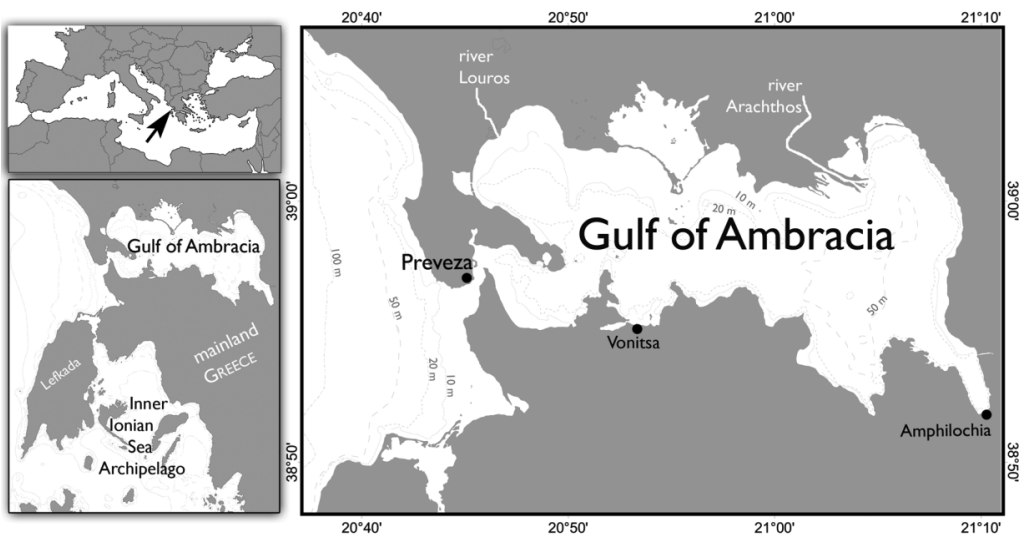 Gulf of Ambracia
mainland
GREECE
Lefkada
Inner
Ionian
Sea
Archipelago
20°40'
20°50'
21°00'
21°10'
39°00'
38°50'
river
Louros
river
Arachthos
10 m
20 m
Gulf of Ambracia
100 m
50 m
Preveza
50 m
Vonitsa
20 m
10 m
Amphilochia
39°00'
38°50'
20°40'
20°50'
21°00'
21°10'